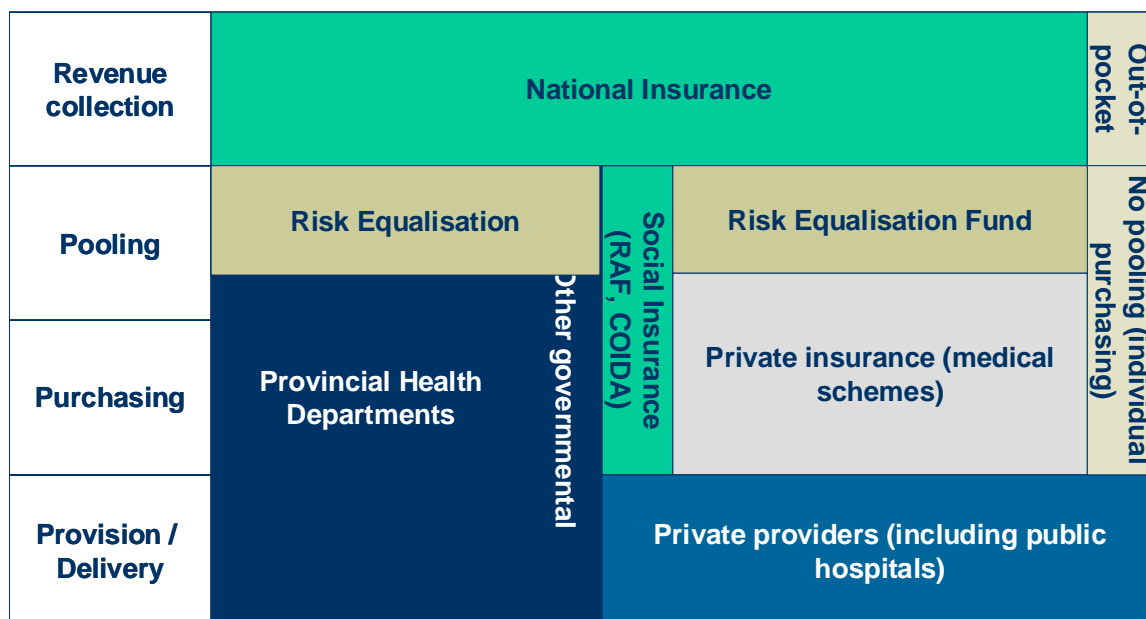 Revenue
collection
National Insurance
Out-of-
pocket
Pooling
Risk Equalisation
Social Insurance
(RAF, COIDA)
Risk Equalisation Fund
No pooling (individual
purchasing)
Other governmental
Purchasing
Provincial Health
Departments
Private insurance (medical
schemes)
Provision /
Delivery
Private providers (including public
hospitals)